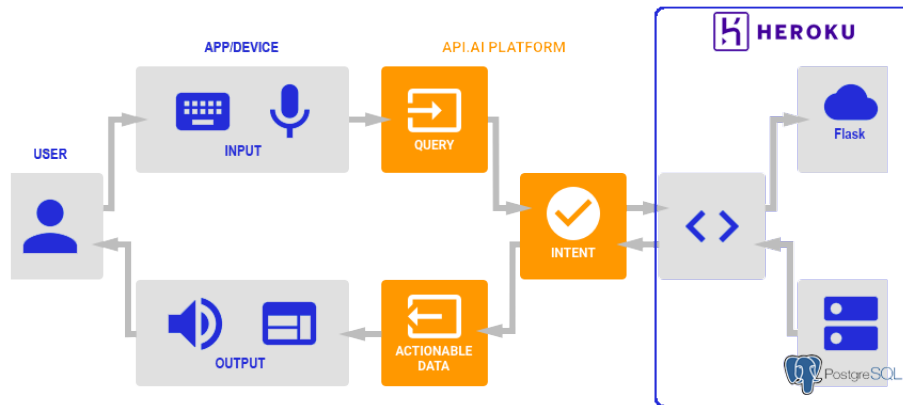 HEROKU
APP/DEVICE
API.AI PLATFORM
INPUT
QUERY
Flask
USER
INTENT
OUTPUT
ACTIONABLE
DATA
PostgreSQL